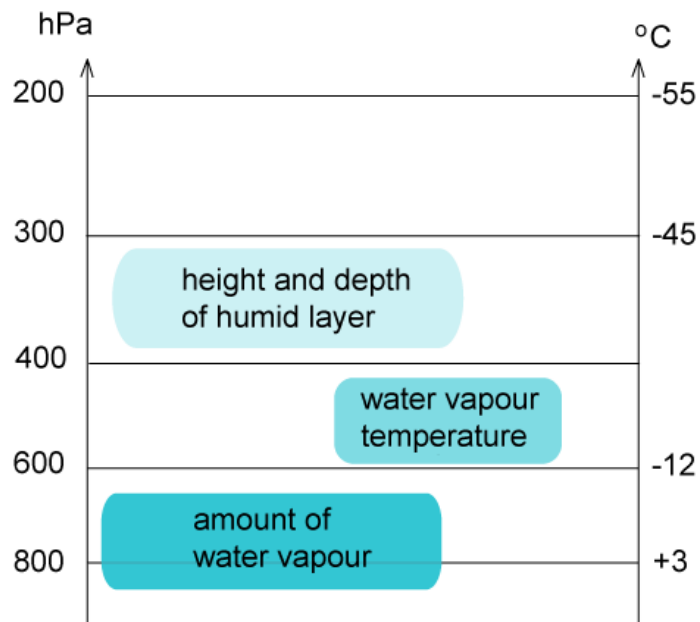 hPa
°C
200
-55
300
-45
height and depth
of humid layer
400
water vapour
temperature
600
-12
amount of
water vapour
800
+3